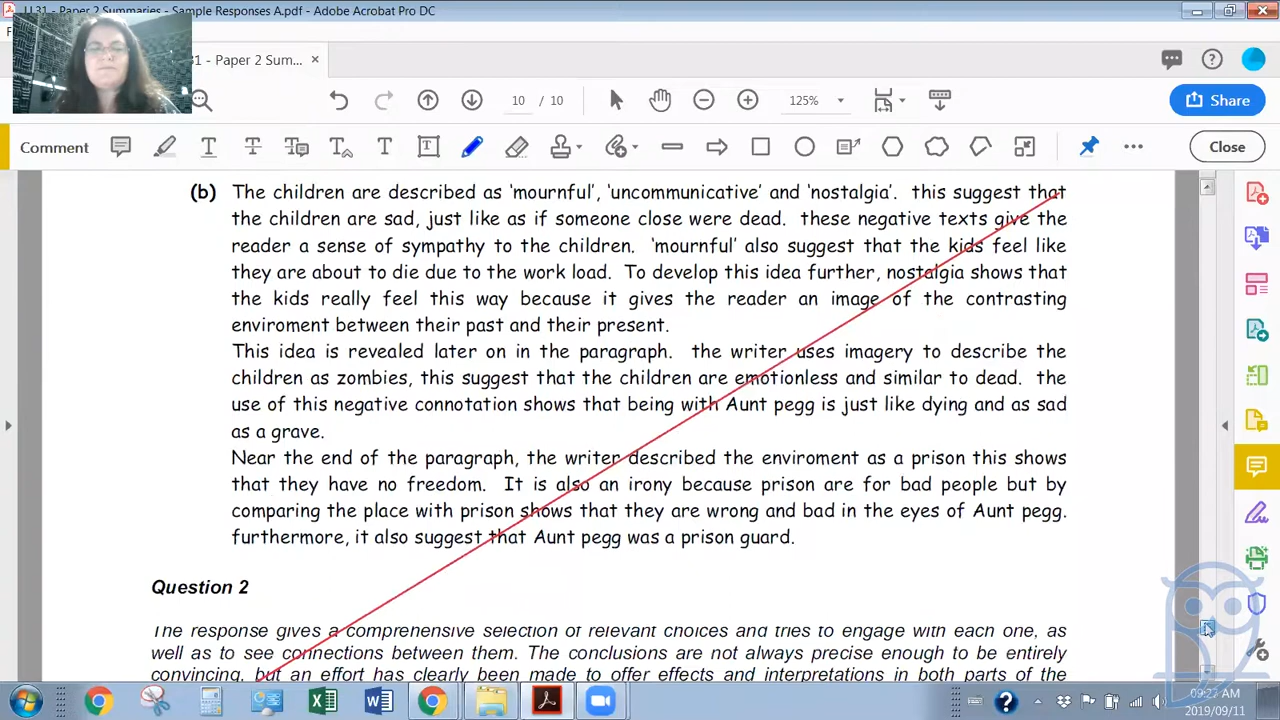 LL31 - Paper 2 Summaries - Sample Responses A.pdf - Adobe Acrobat Pro DC
31 - Paper 2 Sum... ×
10 / 10
125%
Share
Comment
Close
(b) The children are described as 'mournful', 'uncommunicative' and 'nostalgia'. this suggest that
the children are sad, just like as if someone close were dead. these negative texts give the
reader a sense of sympathy to the children. 'mournful' also suggest that the kids feel like
they are about to die due to the work load. To develop this idea further, nostalgia shows that
the kids really feel this way because it gives the reader an image of the contrasting
enviroment between their past and their present.
This idea is revealed later on in the paragraph. the writer uses imagery to describe the
children as zombies, this suggest that the children are emotionless and similar to dead. the
use of this negative connotation shows that being with Aunt pegg is just like dying and as sad
as a grave.
Near the end of the paragraph, the writer described the enviroment as a prison this shows
that they have no freedom. It is also an irony because prison are for bad people but by
comparing the place with prison shows that they are wrong and bad in the eyes of Aunt pegg.
furthermore, it also suggest that Aunt pegg was a prison guard.
Question 2
The response gives a comprehensive selection of relevant choices and tries to engage with each one, as
well as to see connections between them. The conclusions are not always precise enough to be entirely
convincing, but an effort has clearly been made to offer effects and interpretations in both parts of the
09:27 AM
2019/09/11